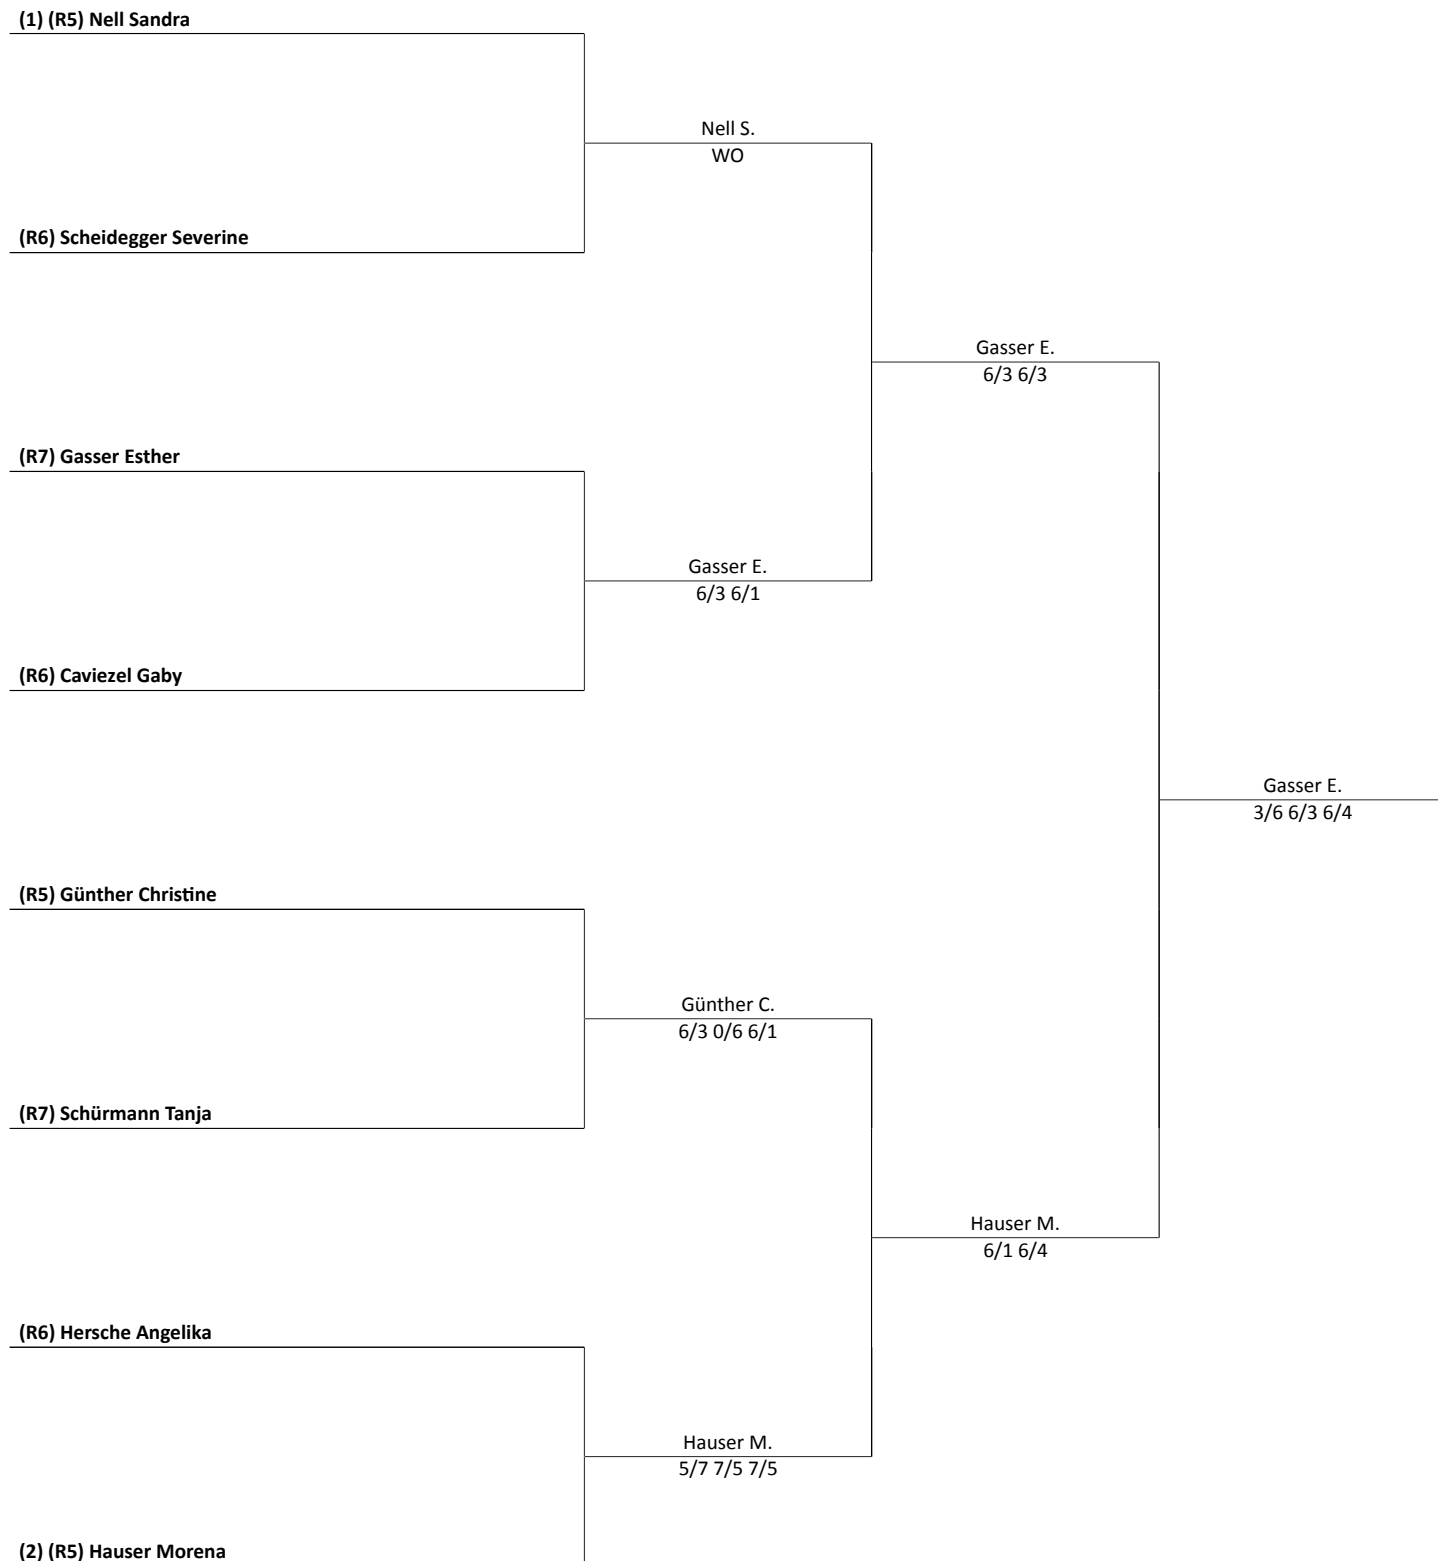 (1) (R5) Nell Sandra
Nell S.
WO
(R6) Scheidegger Severine
Gasser E.
6/3 6/3
(R7) Gasser Esther
Gasser E.
6/3 6/1
(R6) Caviezel Gaby
Gasser E.
3/6 6/3 6/4
(R5) Günther Christine
Günther C.
6/3 0/6 6/1
(R7) Schürmann Tanja
Hauser M.
6/1 6/4
(R6) Hersche Angelika
Hauser M.
5/7 7/5 7/5
(2) (R5) Hauser Morena